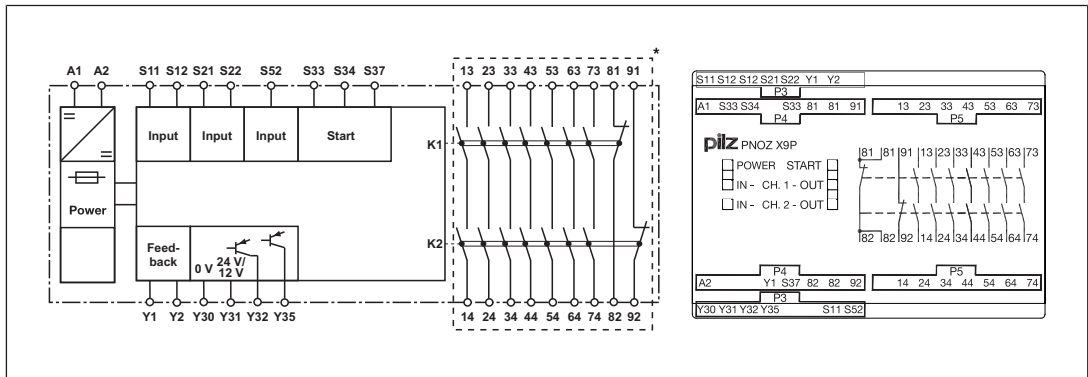 *
A1 A2 S11 S12 S21 S22 S52 S33 S34 S37 13 23 33 43 53 63 73 81 91
=
=
Input Input Input Start
K1
Power
Feed-
back
0 V 24 V/
12 V
K2
Y1 Y2 Y30 Y31 Y32 Y35 14 24 34 44 54 64 74 82 92
S11 S12 S12 S21 S22 Y1 Y2
P3
A1 S33 S34 S33 81 81 91 13 23 33 43 53 63 73
P4 P5
pilz PNOZ X9P
POWER START
IN - CH. 1 - OUT
IN - CH. 2 - OUT
81 81 91 13 23 33 43 53 63 73
82 82 92 14 24 34 44 54 64 74
P4 P5
A2 Y1 S37 82 82 92 14 24 34 44 54 64 74
P3
Y30 Y31 Y32 Y35 S11 S52